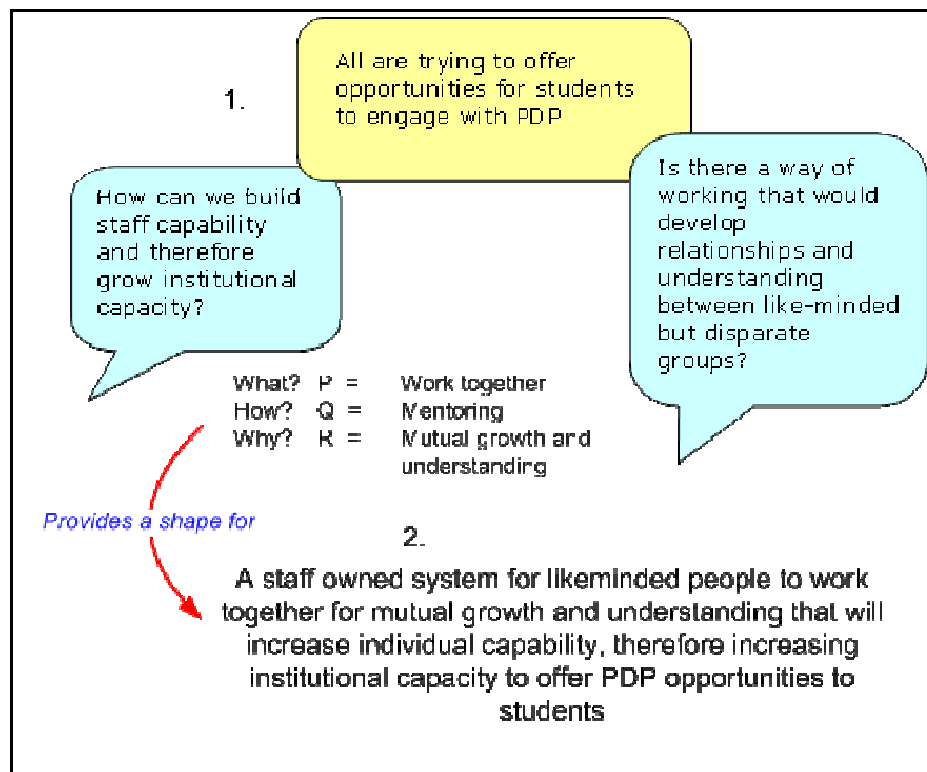 1.
All are trying to offer
opportunities for students
to engage with PDP
How can we build
staff capability
and therefore
grow institutional
capacity?
Is there a way of
working that would
develop
relationships and
understanding
between like-minded
but disparate
groups?
What? P = Work together
How? Q = Mentoring
Why? R = Mutual growth and
understanding
Provides a shape for
2.
A staff owned system for likeminded people to work
together for mutual growth and understanding that will
increase individual capability, therefore increasing
institutional capacity to offer PDP opportunities to
students